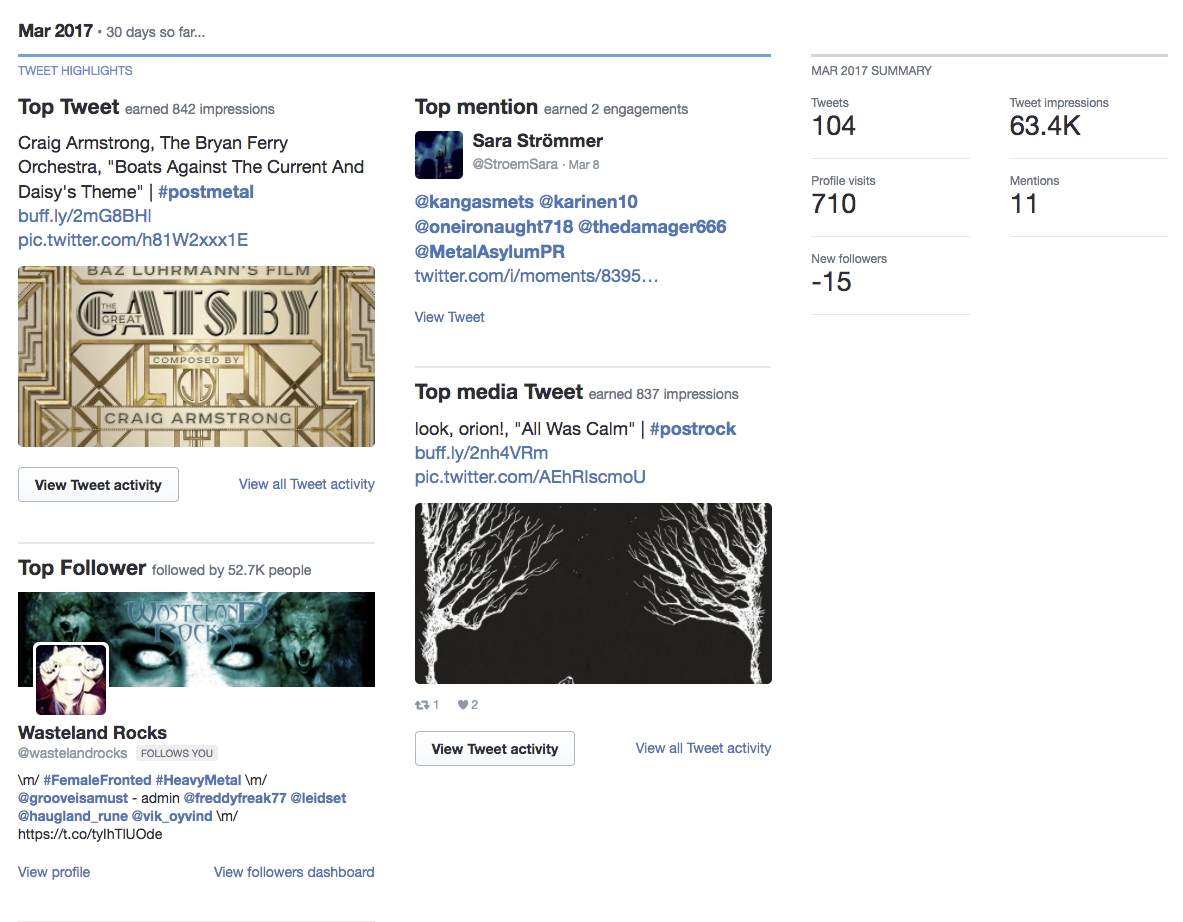 Mar 2017 • 30 days so far...
TWEET HIGHLIGHTS
Top Tweet earned 842 impressions
Craig Armstrong, The Bryan Ferry
Orchestra, "Boats Against The Current And
Daisy's Theme" | #postmetal
buff.ly/2mG8BHl
pic.twitter.com/h81W2xxx1E
BAZ LUHRMANN'S FILM
THE
GREAT
GATSBY
COMPOSED BY
CRAIG ARMSTRONG
View Tweet activity
View all Tweet activity
Top Follower followed by 52.7K people
WASTELAND
ROCKS
Wasteland Rocks
@wastelandrocks FOLLOWS YOU
\m/ #FemaleFronted #HeavyMetal \m/
@grooveisamust - admin @freddyfreak77 @leidset
@haugland_rune @vik_oyvind \m/
https://t.co/tyIhTlUOde
View profile
View followers dashboard
Top mention earned 2 engagements
Sara Strömmer
@StroemSara · Mar 8
@kangasmets @karinen10
@oneironaught718 @thedamager666
@MetalAsylumPR
twitter.com/i/moments/8395…
View Tweet
Top media Tweet earned 837 impressions
look, orion!, "All Was Calm" | #postrock
buff.ly/2nh4VRm
pic.twitter.com/AEhRlscmoU
1
2
View Tweet activity
View all Tweet activity
MAR 2017 SUMMARY
Tweets
104
Tweet impressions
63.4K
Profile visits
710
Mentions
11
New followers
-15